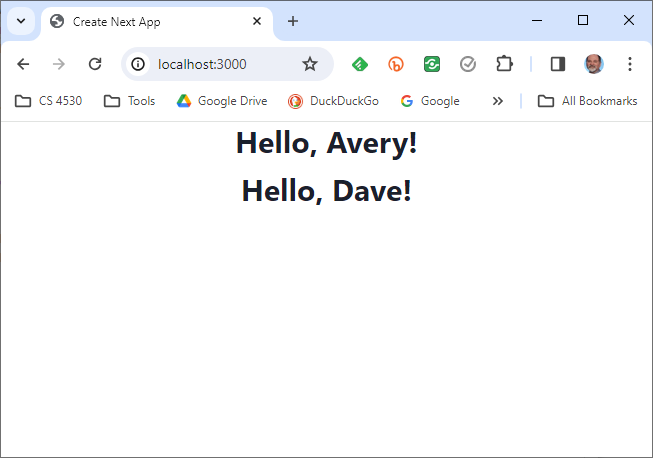 Create Next App
localhost:3000
CS 4530 Tools Google Drive DuckDuckGo Google All Bookmarks
Hello, Avery!
Hello, Dave!